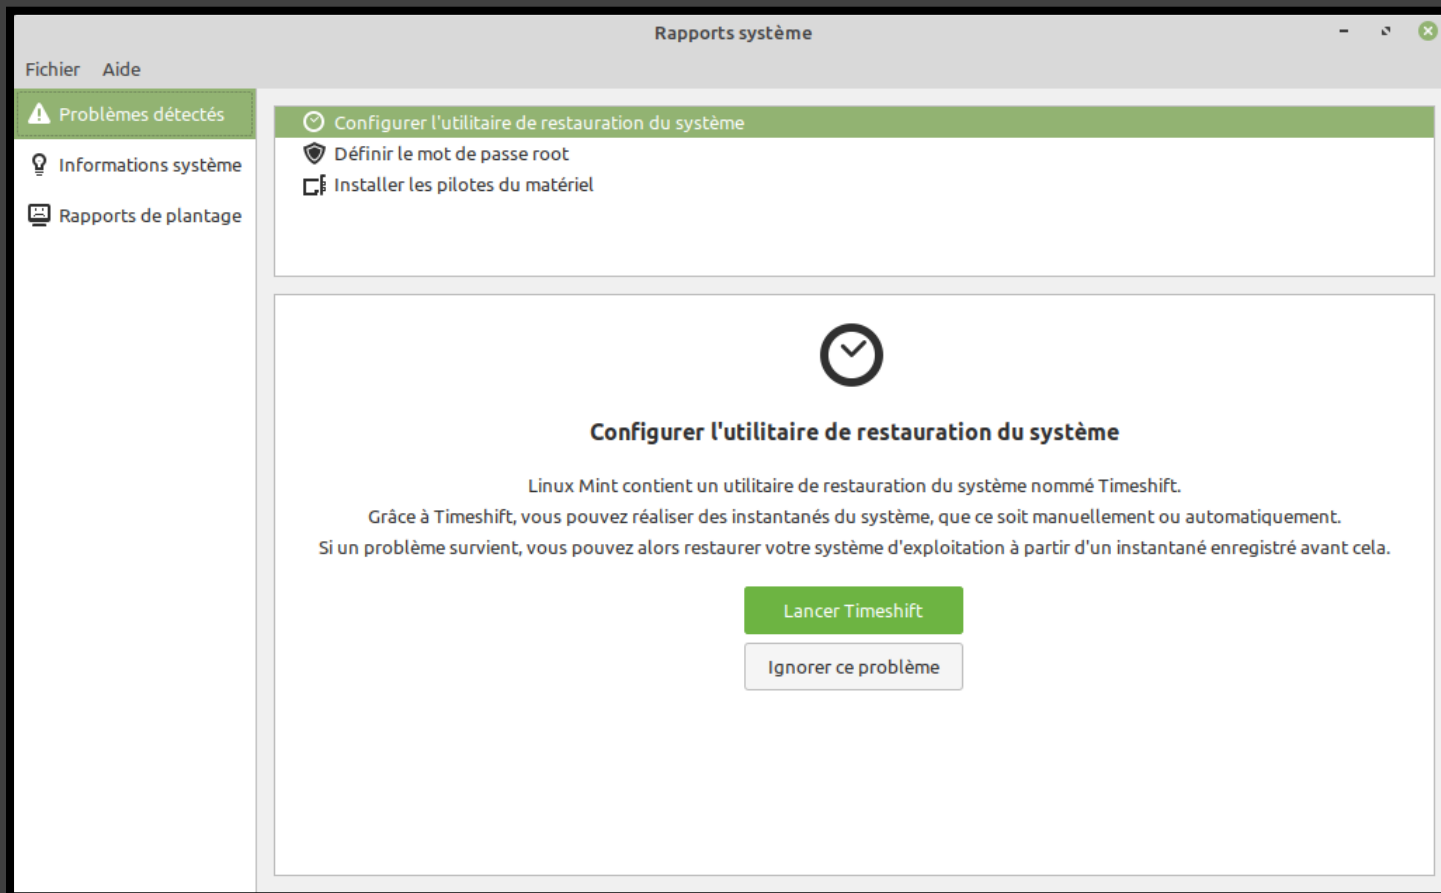 Rapports système
Fichier Aide
Problèmes détectés
Informations système
Rapports de plantage
Configurer l'utilitaire de restauration du système
Définir le mot de passe root
Installer les pilotes du matériel
Configurer l'utilitaire de restauration du système
Linux Mint contient un utilitaire de restauration du système nommé Timeshift.
Grâce à Timeshift, vous pouvez réaliser des instantanés du système, que ce soit manuellement ou automatiquement.
Si un problème survient, vous pouvez alors restaurer votre système d'exploitation à partir d'un instantané enregistré avant cela.
Lancer Timeshift
Ignorer ce problème